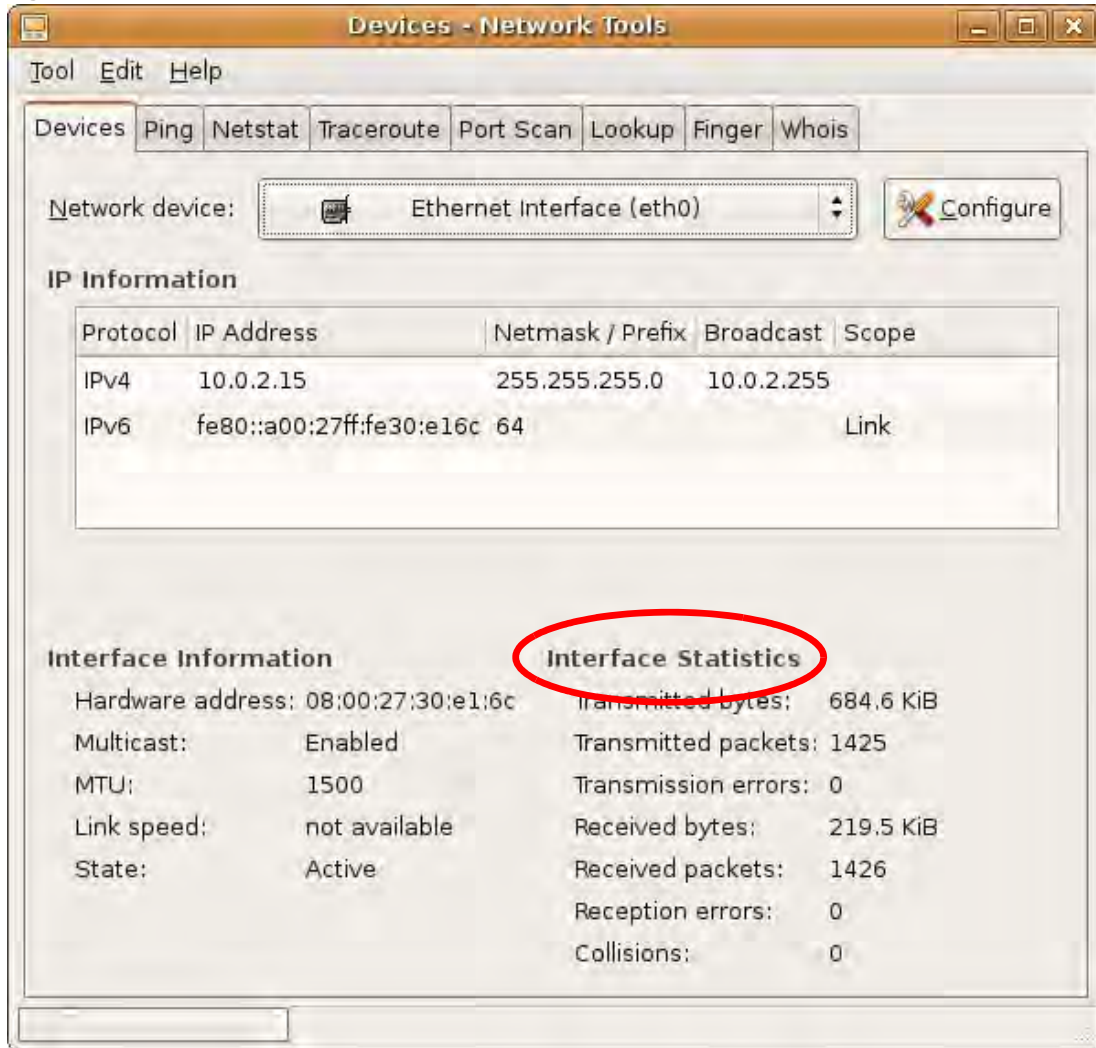 Devices - Network Tools
Tool Edit Help
Devices Ping Netstat Traceroute Port Scan Lookup Finger Whois
Network device: Ethernet Interface (eth0) Configure
IP Information
Protocol IP Address Netmask / Prefix Broadcast Scope
IPv4 10.0.2.15 255.255.255.0 10.0.2.255
IPv6 fe80::a00:27ff:fe30:e16c 64 Link
Interface Information
Hardware address: 08:00:27:30:e1:6c
Multicast: Enabled
MTU: 1500
Link speed: not available
State: Active
Interface Statistics
Transmitted bytes: 684.6 KiB
Transmitted packets: 1425
Transmission errors: 0
Received bytes: 219.5 KiB
Received packets: 1426
Reception errors: 0
Collisions: 0